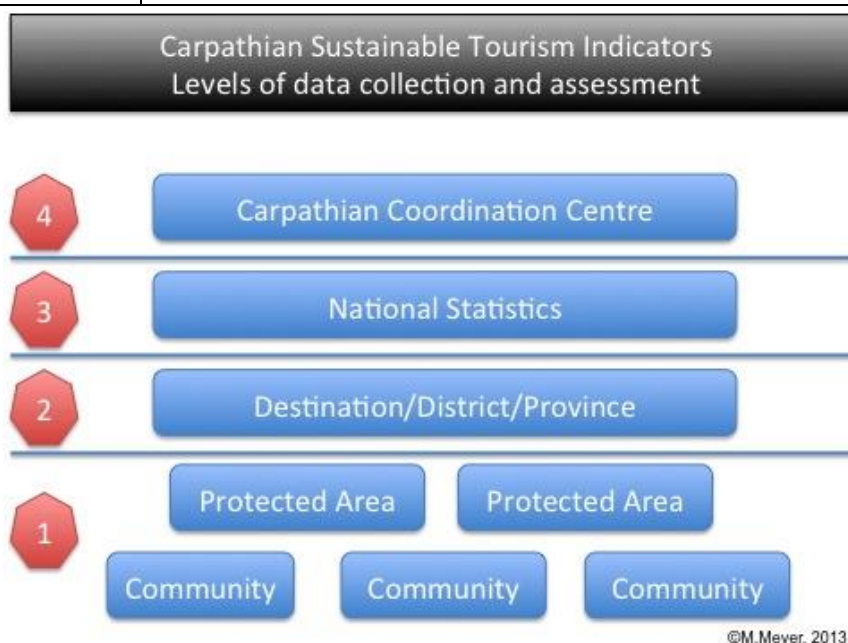 Carpathian Sustainable Tourism Indicators
Levels of data collection and assessment
4
Carpathian Coordination Centre
3
National Statistics
2
Destination/District/Province
Protected Area
Protected Area
1
Community
Community
Community
©M.Meyer, 2013